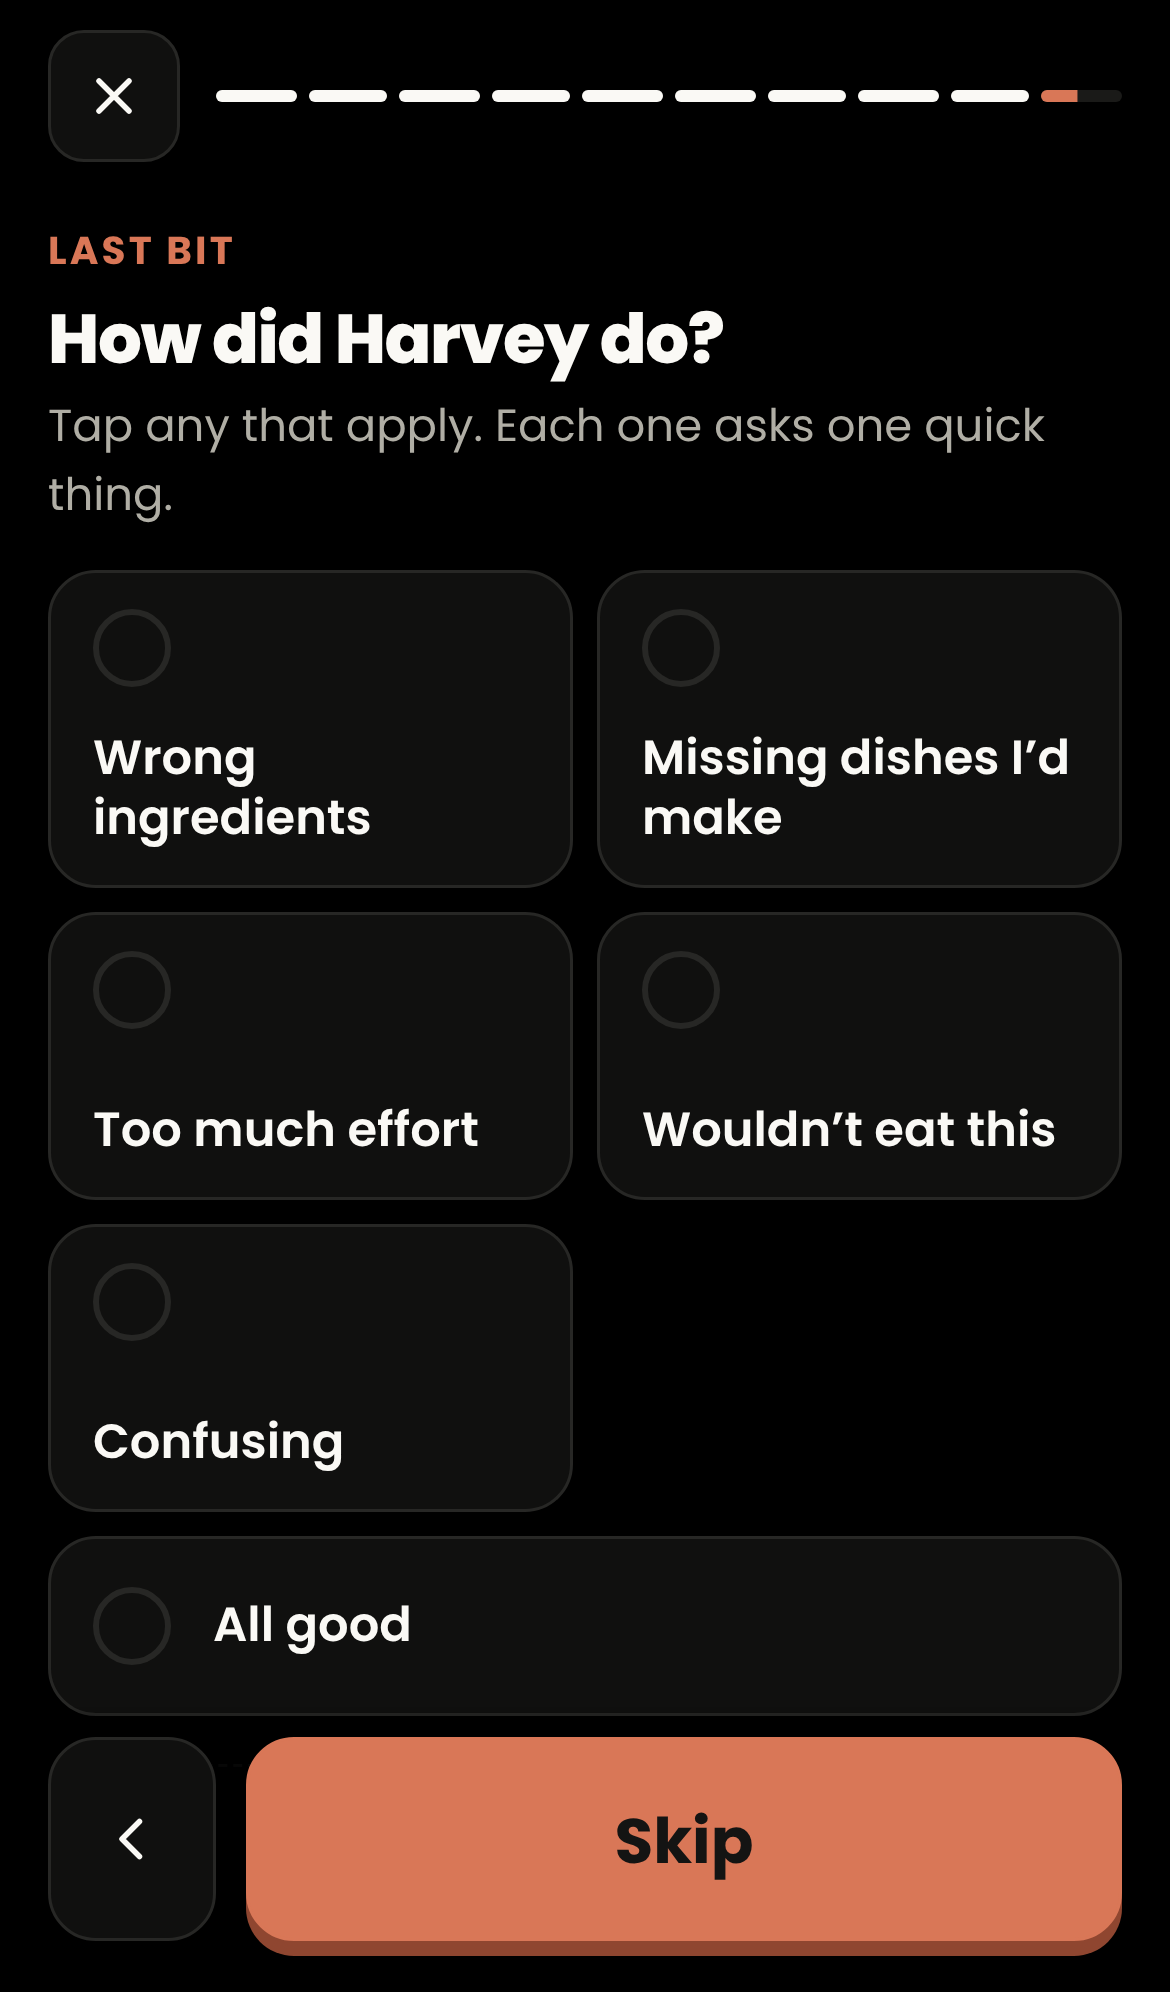 LAST BIT
How did Harvey do?
Tap any that apply. Each one asks one quick
thing.
Wrong
ingredients
Missing dishes I’d
make
Too much effort
Wouldn’t eat this
Confusing
All good
Skip